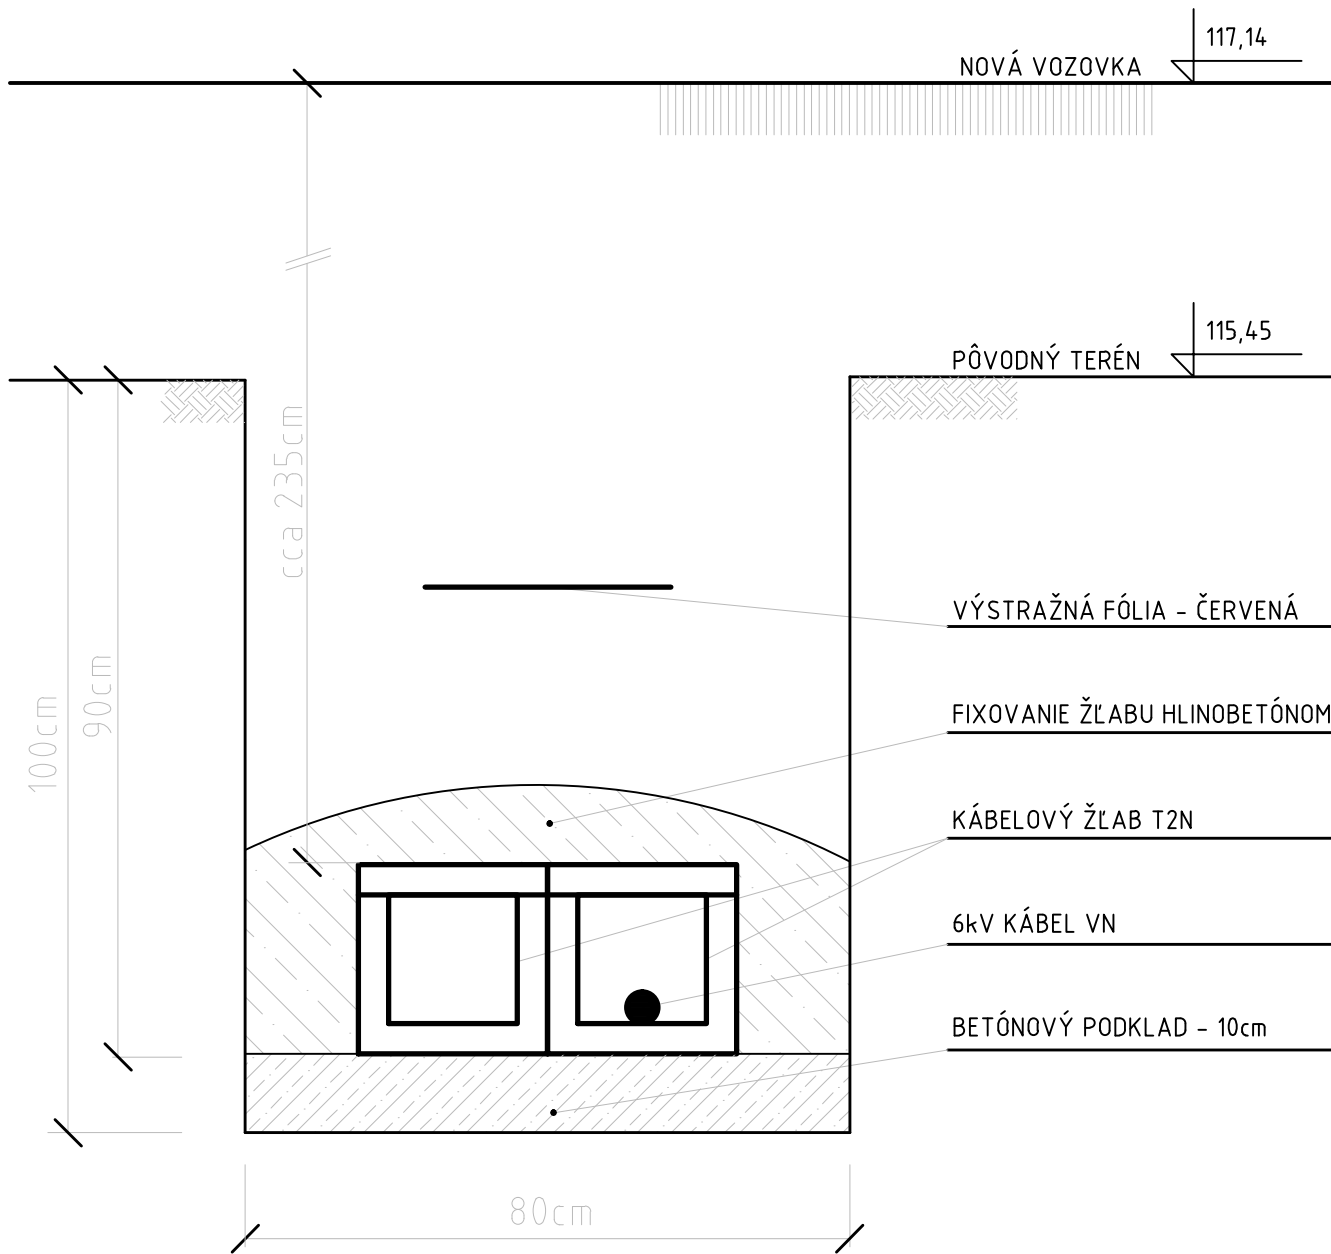 117,14
NOVÁ VOZOVKA
115,45
PÔVODNÝ TERÉN
cca 235cm
VÝSTRAŽNÁ FÓLIA - ČERVENÁ
100cm
90cm
FIXOVANIE ŽĽABU HLINOBETÓNOM
KÁBELOVÝ ŽĽAB T2N
6kV KÁBEL VN
BETÓNOVÝ PODKLAD - 10cm
80cm